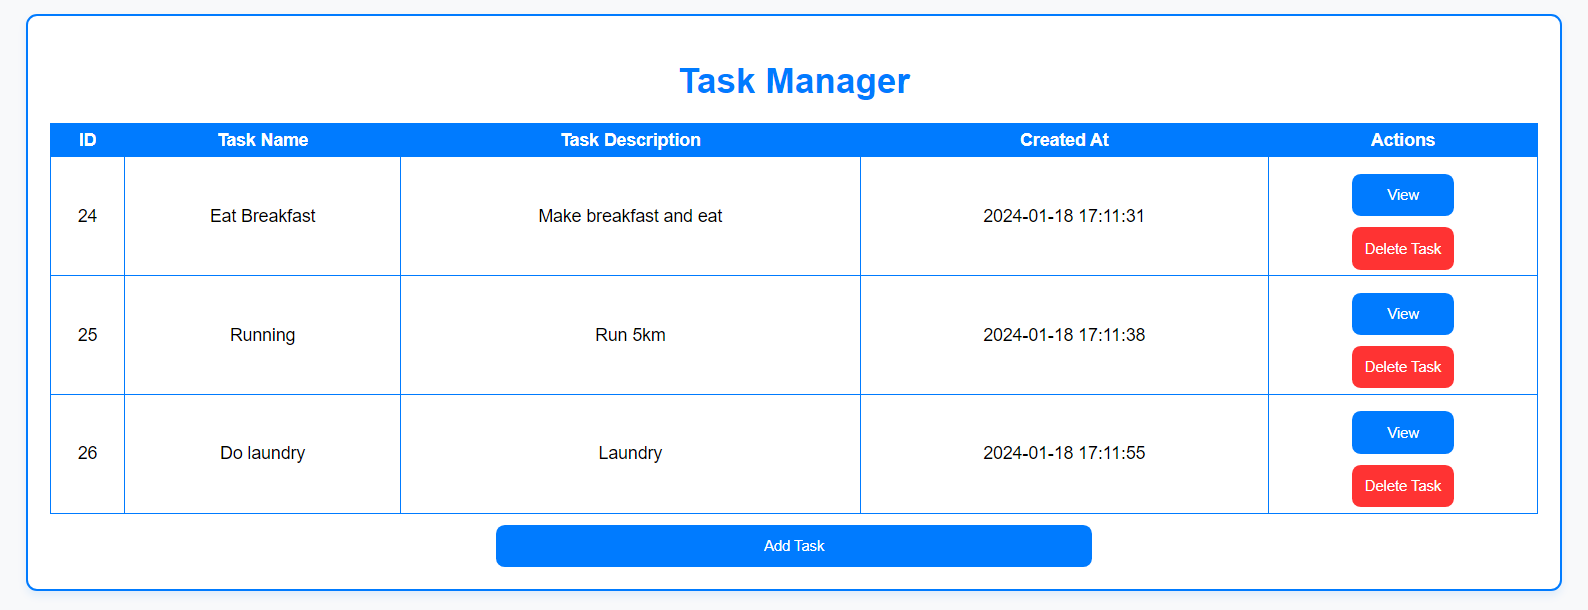 Task Manager
ID Task Name Task Description Created At Actions
24 Eat Breakfast Make breakfast and eat 2024-01-18 17:11:31 View
Delete Task
25 Running Run 5km 2024-01-18 17:11:38 View
Delete Task
26 Do laundry Laundry 2024-01-18 17:11:55 View
Delete Task
Add Task